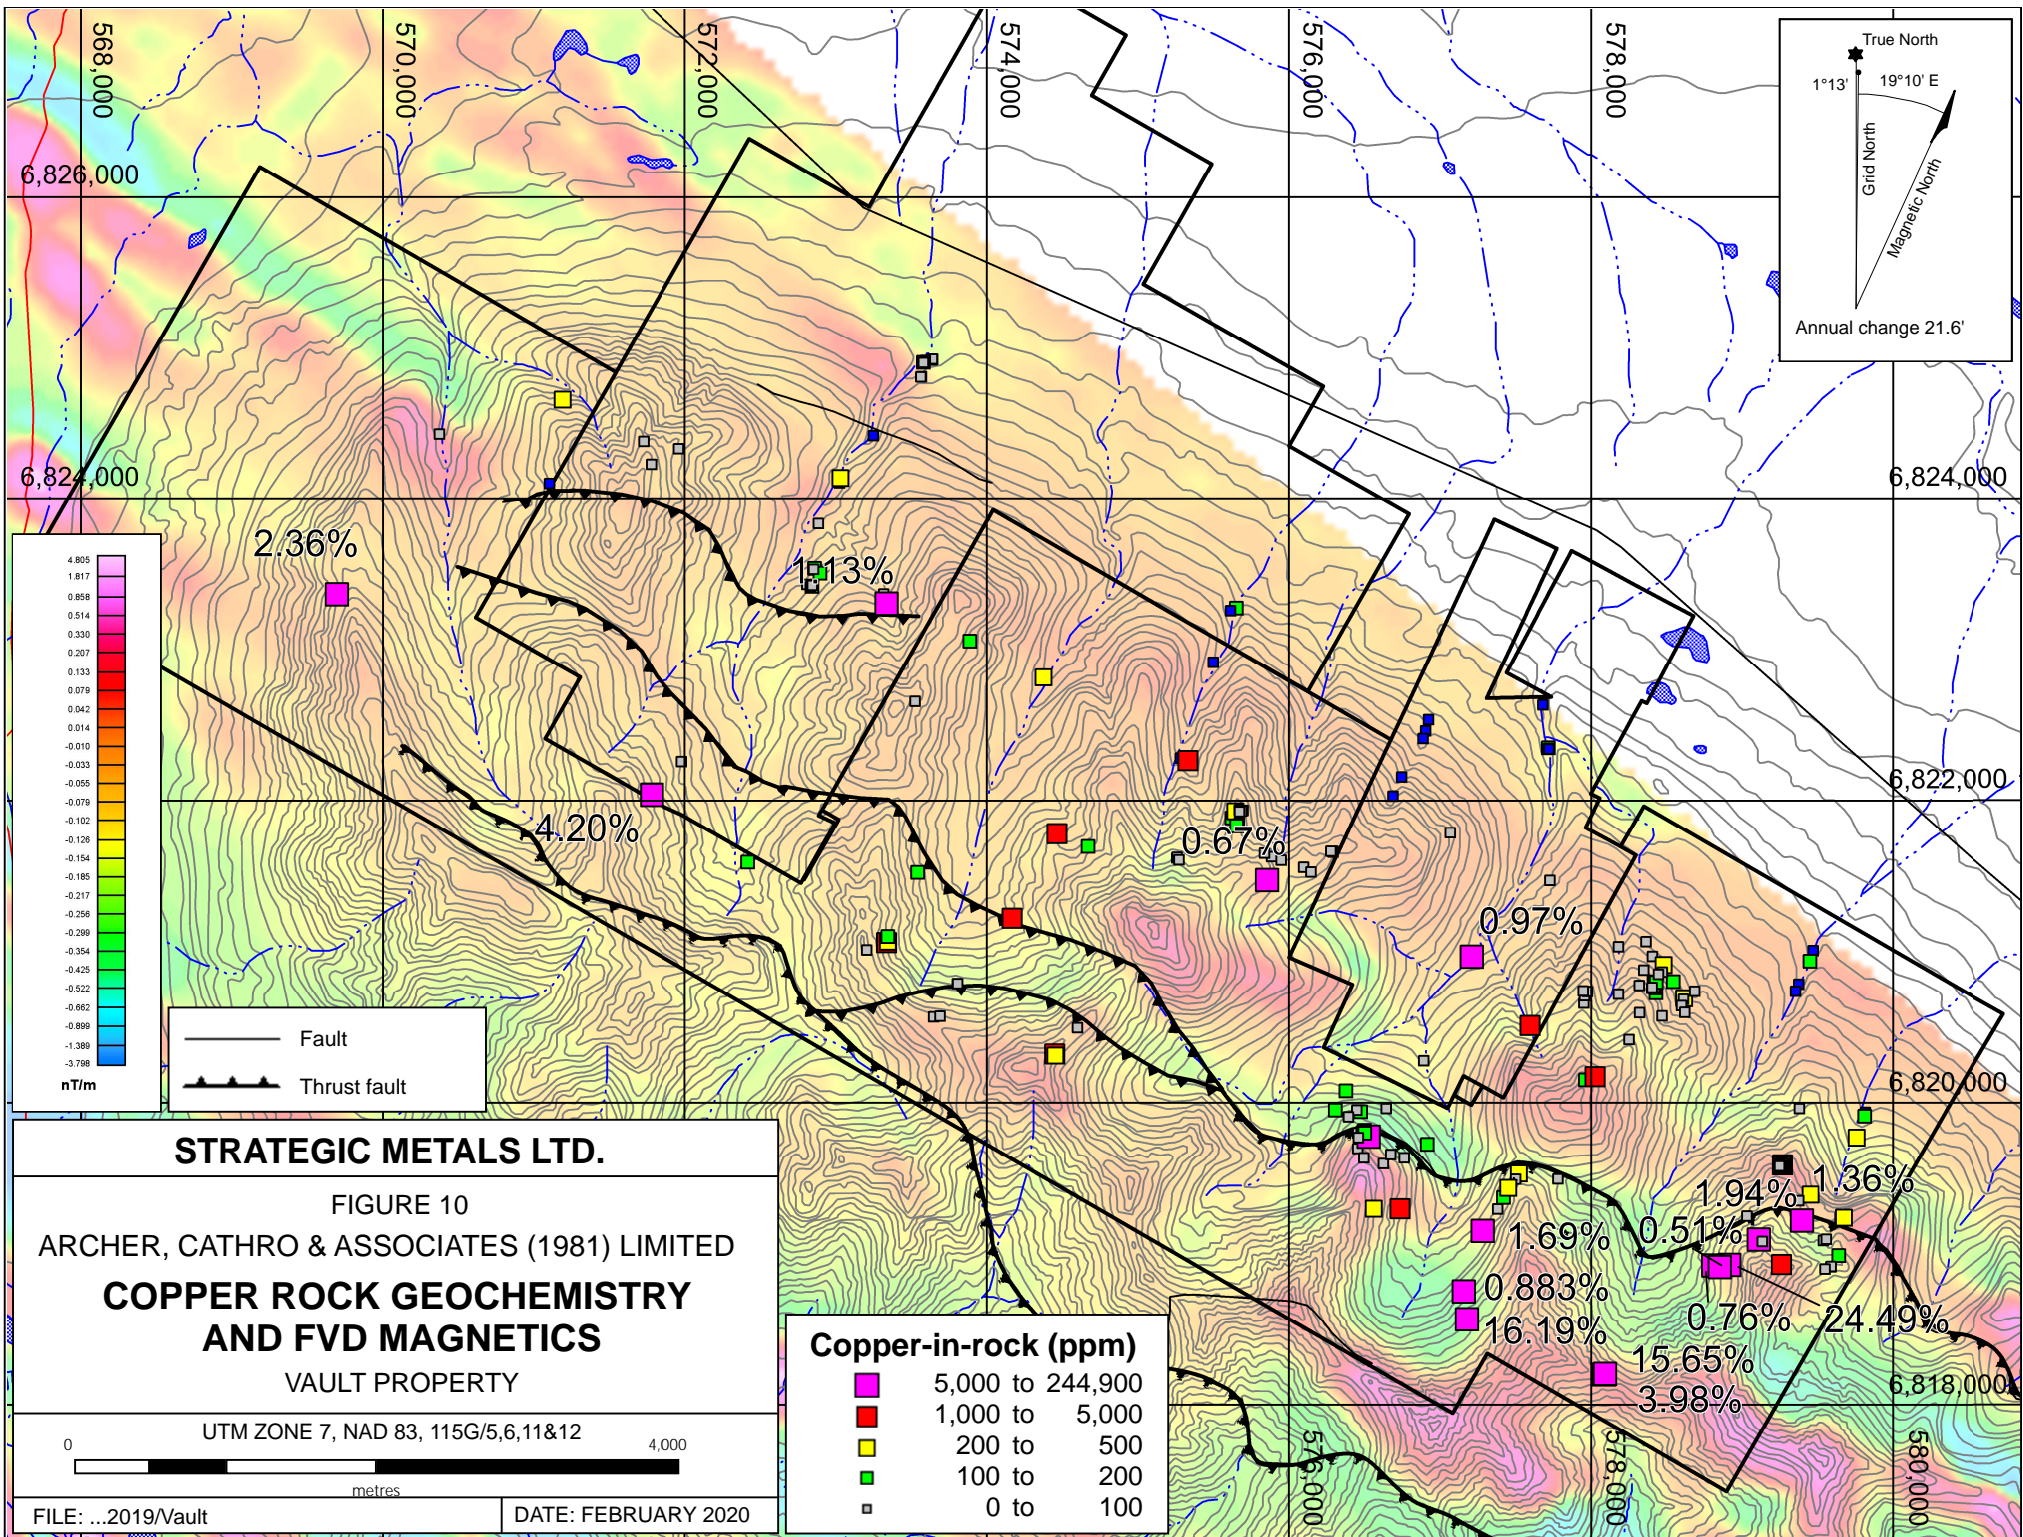 568,000
570,000
572,000
574,000
576,000
578,000
True North
1°13' 19°10' E
Grid North
Magnetic North
Annual change 21.6'
6,826,000
6,824,000 6,824,000
2.36%
1.13%
6,822,000
4.20%
0.67%
0.97%
6,820,000
1.94% 1.36%
1.69% 0.51%
0.883% 0.76% 24.49%
16.19%
15.65%
3.98%
6,818,000
576,000
578,000
580,000
4.805
1.817
0.858
0.514
0.330
0.207
0.133
0.079
0.042
0.014
-0.010
-0.033
-0.055
-0.079
-0.102
-0.126
-0.154
-0.185
-0.217
-0.256
-0.299
-0.354
-0.425
-0.522
-0.662
-0.899
-1.389
-3.798
nT/m
Fault
Thrust fault
STRATEGIC METALS LTD.
FIGURE 10
ARCHER, CATHRO & ASSOCIATES (1981) LIMITED
COPPER ROCK GEOCHEMISTRY
AND FVD MAGNETICS
VAULT PROPERTY
UTM ZONE 7, NAD 83, 115G/5,6,11&12
0 4,000
metres
FILE: ...2019/Vault DATE: FEBRUARY 2020
Copper-in-rock (ppm)
5,000 to 244,900
1,000 to 5,000
200 to 500
100 to 200
0 to 100